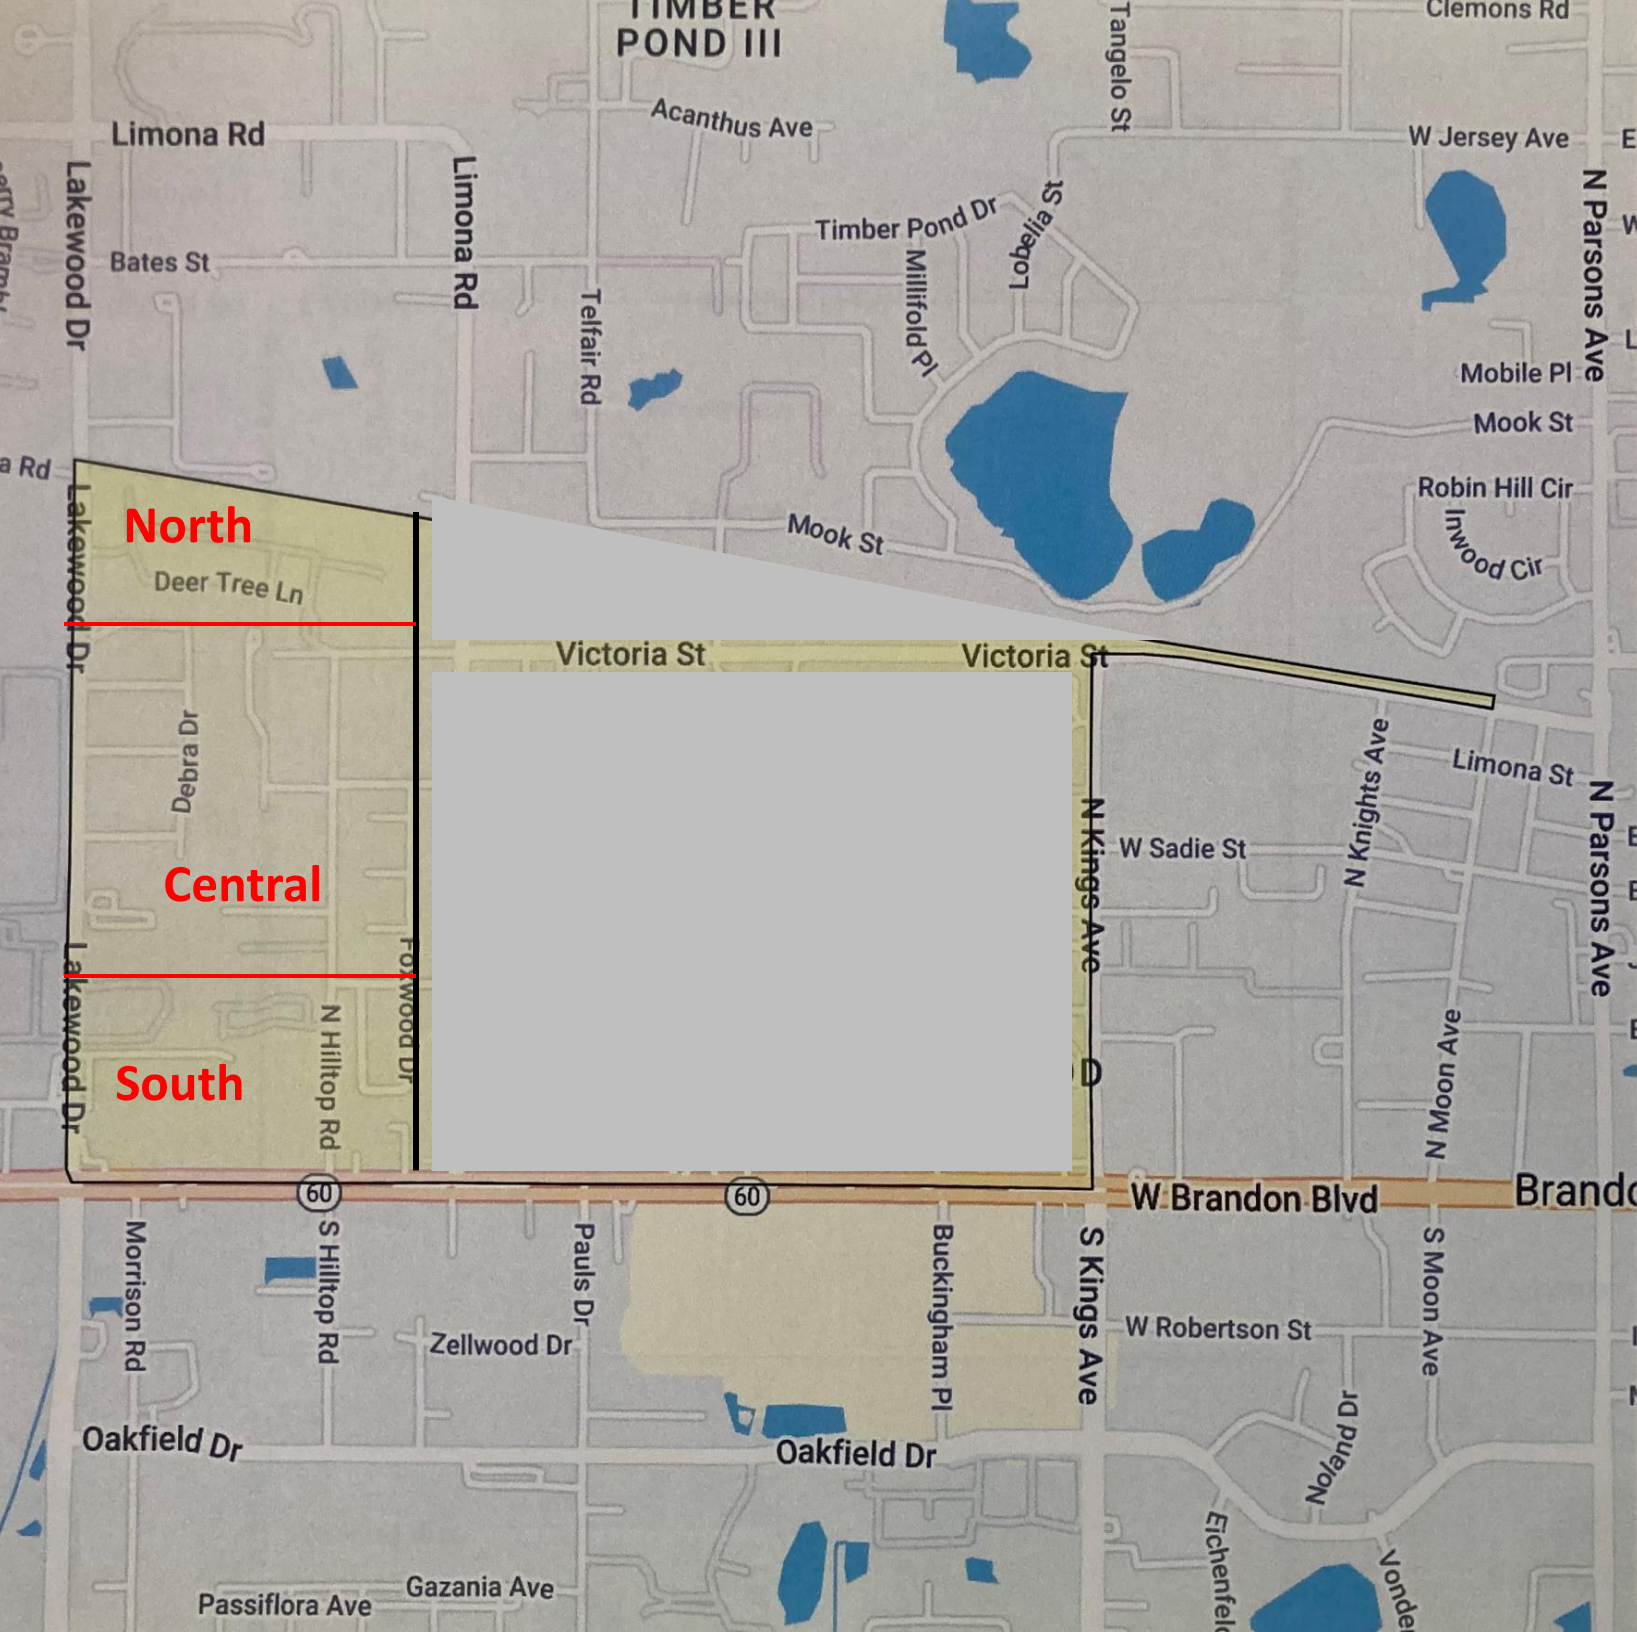 TIMBER
POND III
Clemons Rd
Tangelo St
Limona Rd
Acanthus Ave
W Jersey Ave
E
Lakewood Dr
Limona Rd
N Parsons Ave
Timber Pond Dr
Lobelia St
W
Bates St
Millifold Pl
Telfair Rd
L
Mobile Pl
Mook St
a Rd
Robin Hill Cir
Inwood Cir
North
Lakewood Dr
Mook St
Deer Tree Ln
Victoria St
Victoria St
Debra Dr
N Knights Ave
Limona St
N Parsons Ave
N Kings Ave
W Sadie St
E
Central
E
Foxwood Dr
Lakewood Dr
N Hilltop Rd
N Moon Ave
E
South
D
60
60
W Brandon Blvd
Brando
Morrison Rd
S Hilltop Rd
Pauls Dr
Buckingham Pl
S Kings Ave
S Moon Ave
W Robertson St
Zellwood Dr
Noland Dr
Oakfield Dr
Oakfield Dr
Eichenfeld
Vonder
Gazania Ave
Passiflora Ave